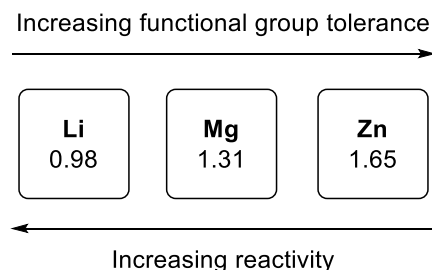 Increasing functional group tolerance
Li
0.98
Mg
1.31
Zn
1.65
Increasing reactivity